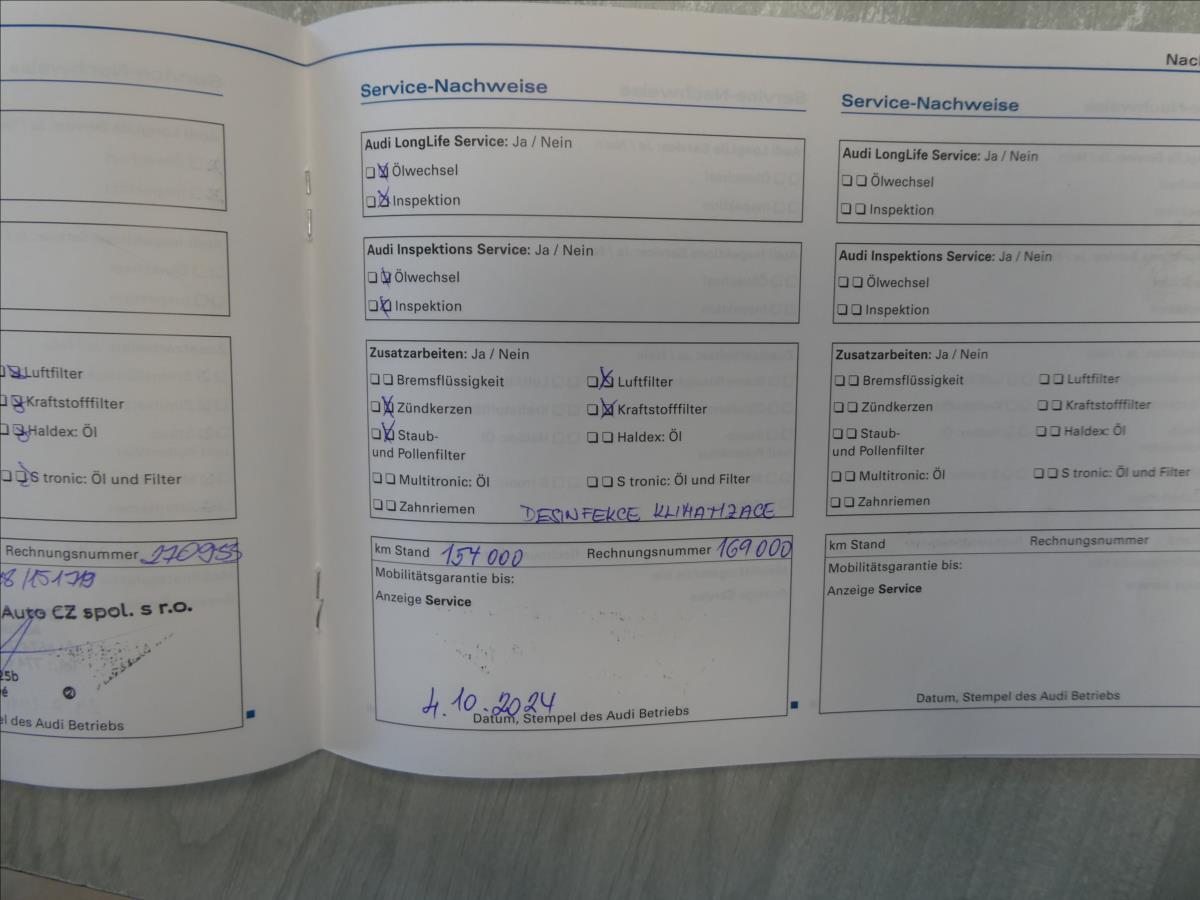 Luftfilter
Kraftstofffilter
Haldex: Öl
S tronic: Öl und Filter
Rechnungsnummer 270955
Auto CZ spol. s r.o.
25b
des Audi Betriebs
Service-Nachweise
Audi LongLife Service: Ja / Nein
Ölwechsel
Inspektion
Audi Inspektions Service: Ja / Nein
Ölwechsel
Inspektion
Zusatzarbeiten: Ja / Nein
Bremsflüssigkeit Luftfilter
Zündkerzen Kraftstofffilter
Staub- Haldex: Öl
und Pollenfilter
Multitronic: Öl S tronic: Öl und Filter
Zahnriemen DESINFEKCE KLIMATIZACE
km Stand 154 000 Rechnungsnummer 169 000
Mobilitätsgarantie bis:
Anzeige Service
4.10.2024
Datum, Stempel des Audi Betriebs
Nach
Service-Nachweise
Audi LongLife Service: Ja / Nein
Ölwechsel
Inspektion
Audi Inspektions Service: Ja / Nein
Ölwechsel
Inspektion
Zusatzarbeiten: Ja / Nein
Bremsflüssigkeit Luftfilter
Zündkerzen Kraftstofffilter
Staub- Haldex: Öl
und Pollenfilter
Multitronic: Öl S tronic: Öl und Filter
Zahnriemen
km Stand Rechnungsnummer
Mobilitätsgarantie bis:
Anzeige Service
Datum, Stempel des Audi Betriebs